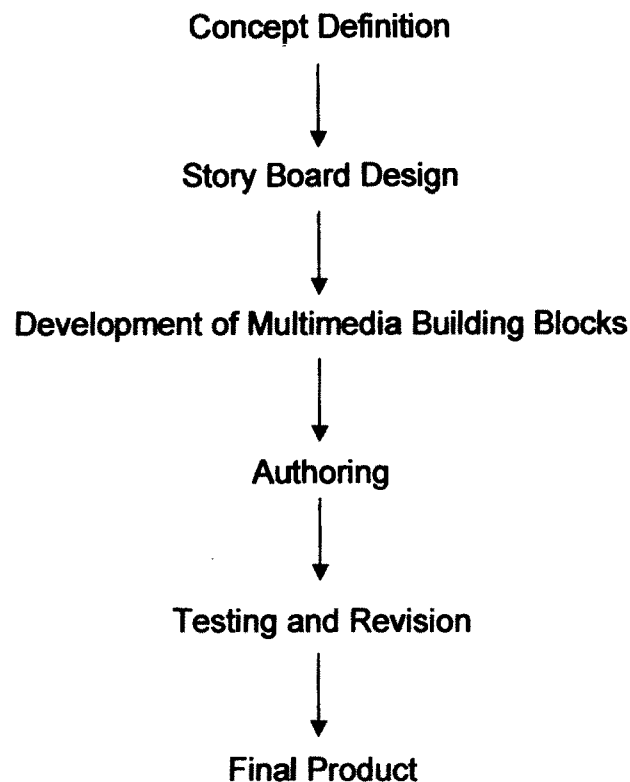 Concept Definition
Story Board Design
Development of Multimedia Building Blocks
Authoring
Testing and Revision
Final Product